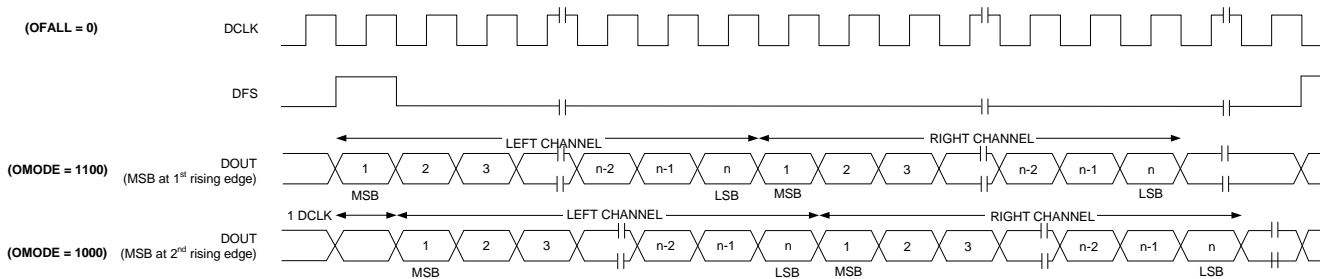 (OFALL = 0) DCLK
DFS
LEFT CHANNEL RIGHT CHANNEL
(OMODE = 1100) DOUT 1 2 3 n-2 n-1 n 1 2 3 n-2 n-1 n
(MSB at 1st rising edge)
MSB LSB MSB LSB
1 DCLK LEFT CHANNEL RIGHT CHANNEL
(OMODE = 1000) DOUT 1 2 3 n-2 n-1 n 1 2 3 n-2 n-1 n
(MSB at 2nd rising edge)
MSB LSB MSB LSB